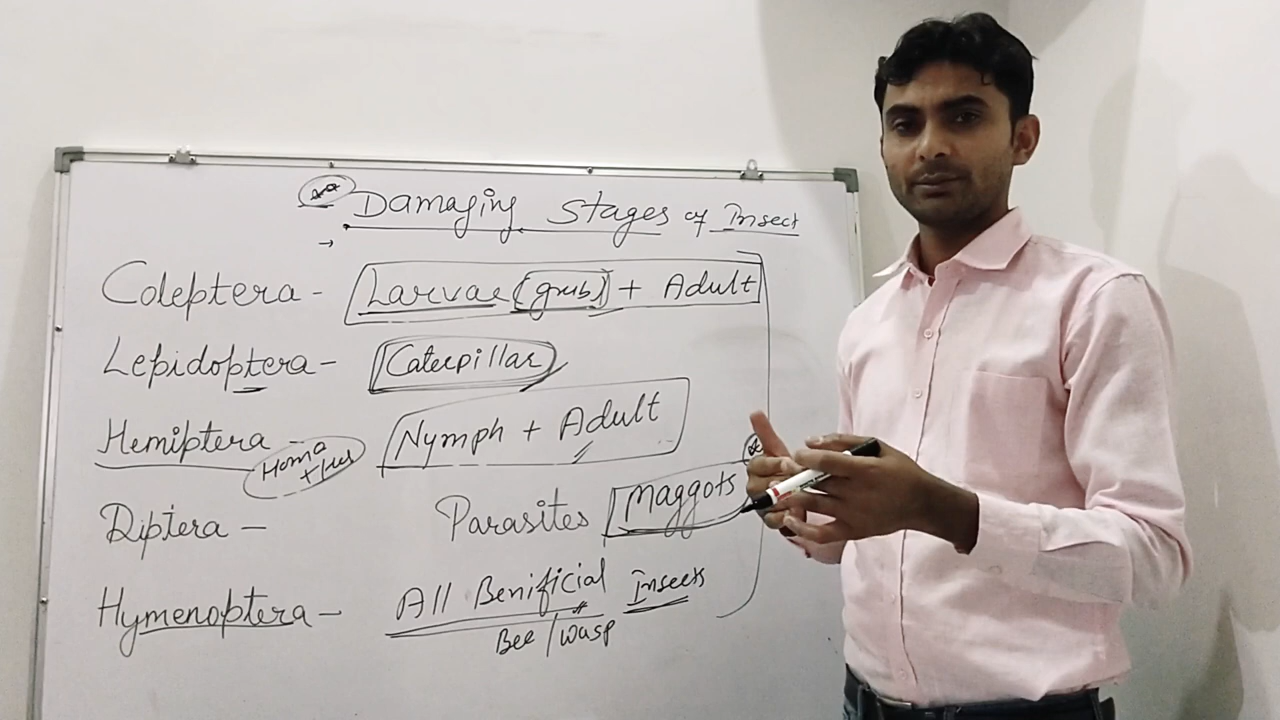 Damaging Stages of Insect
Coleptera - Larvae (grub) + Adult
Lepidoptera - Caterpillar
Hemiptera - Nymph + Adult
Homa
Diptera - Parasites Maggots
Hymenoptera - All Benificial Insects
Bee / Wasp